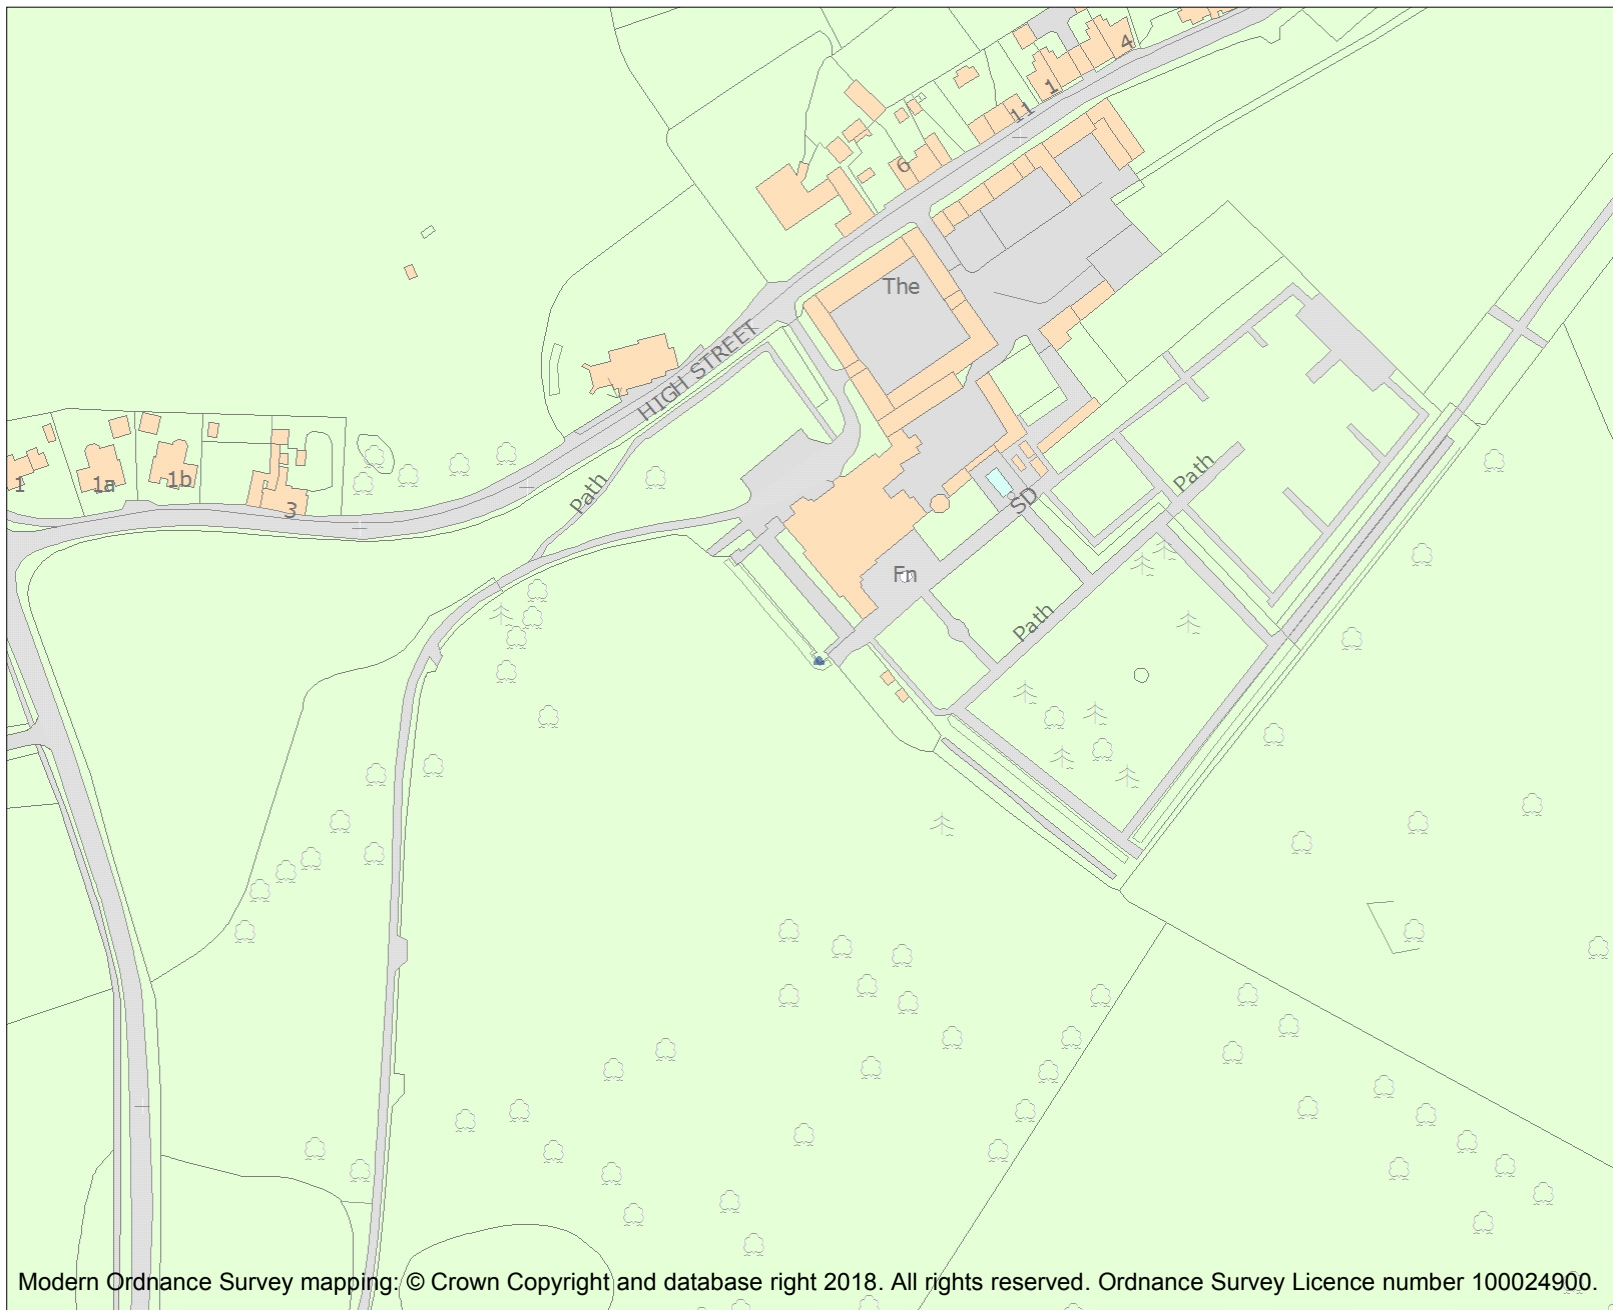 4
1
11
6
The
HIGH STREET
1
1a
1b
3
Path
Path
SD
Fn
Path
Modern Ordnance Survey mapping: © Crown Copyright and database right 2018. All rights reserved. Ordnance Survey Licence number 100024900.